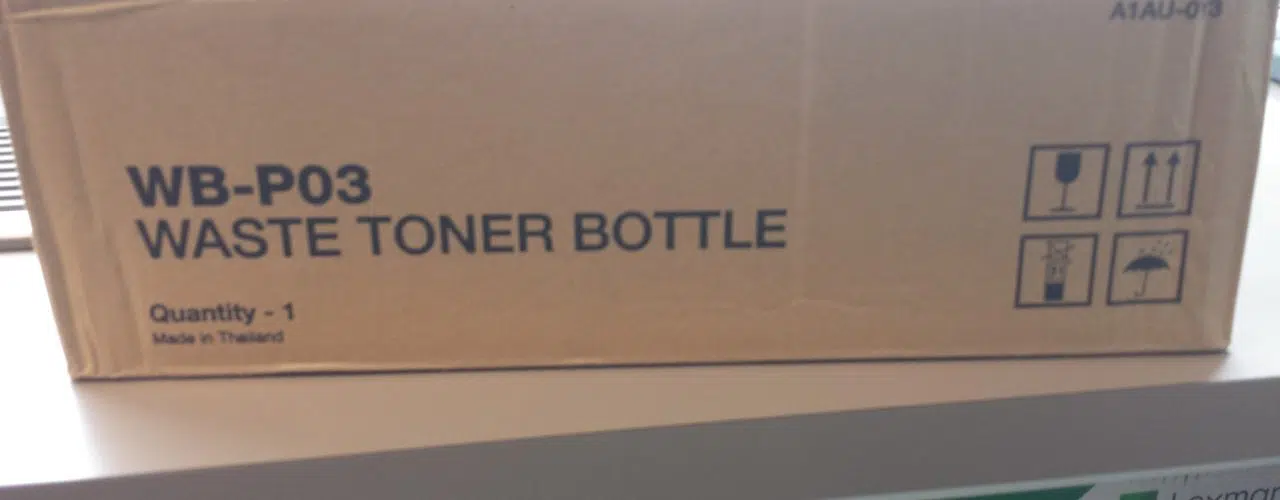 WB-P03
WASTE TONER BOTTLE
Quantity - 1
Made in Thailand